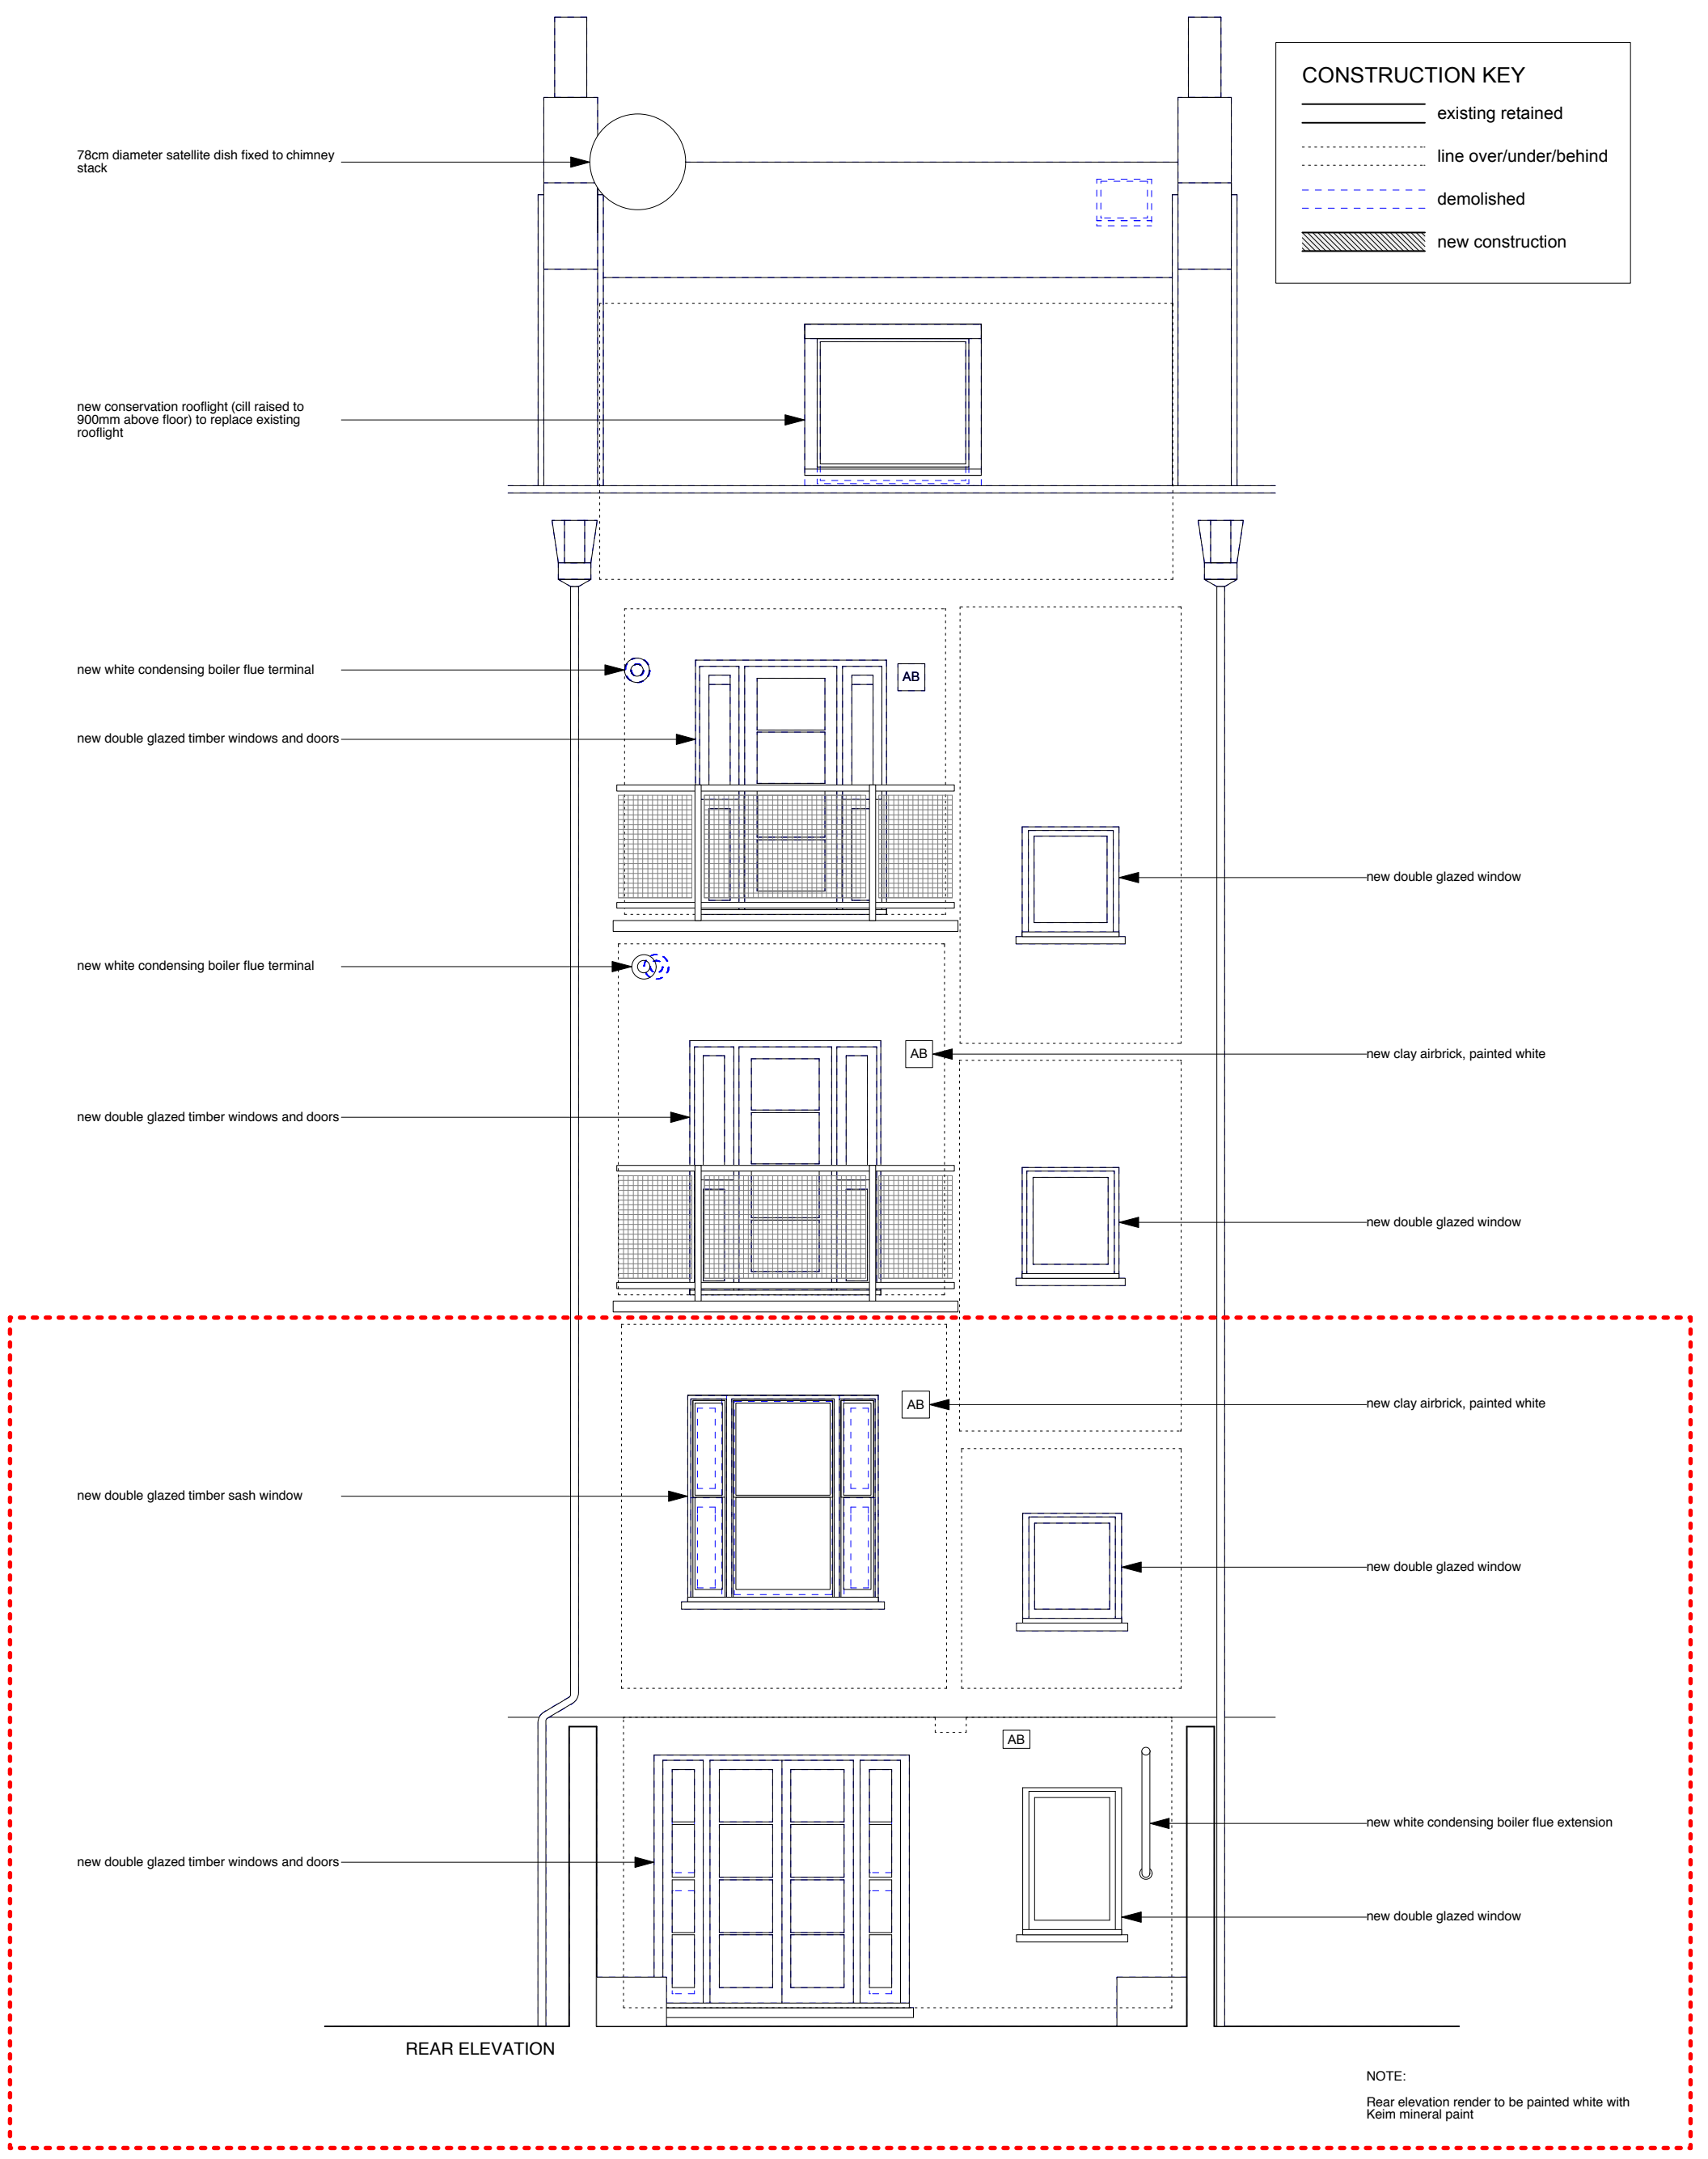 CONSTRUCTION KEY
existing retained
line over/under/behind
demolished
new construction
78cm diameter satellite dish fixed to chimney
stack
new conservation rooflight (cill raised to
900mm above floor) to replace existing
rooflight
new white condensing boiler flue terminal
AB
new double glazed timber windows and doors
new double glazed window
new white condensing boiler flue terminal
AB
new clay airbrick, painted white
new double glazed timber windows and doors
new double glazed window
AB
new clay airbrick, painted white
new double glazed timber sash window
new double glazed window
AB
new white condensing boiler flue extension
new double glazed timber windows and doors
new double glazed window
REAR ELEVATION
NOTE:
Rear elevation render to be painted white with
Keim mineral paint